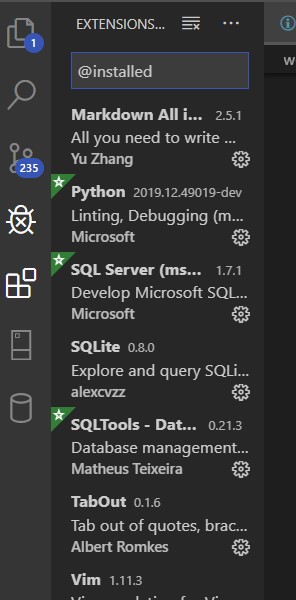 EXTENSIONS...
1
@installed
Markdown All i... 2.5.1
All you need to write ...
Yu Zhang
235
Python 2019.12.49019-dev
Linting, Debugging (m...
Microsoft
SQL Server (ms... 1.7.1
Develop Microsoft SQL...
Microsoft
SQLite 0.8.0
Explore and query SQLi...
alexcvzz
SQLTools - Dat... 0.21.3
Database management...
Matheus Teixeira
TabOut 0.1.6
Tab out of quotes, brac...
Albert Romkes
Vim 1.11.3